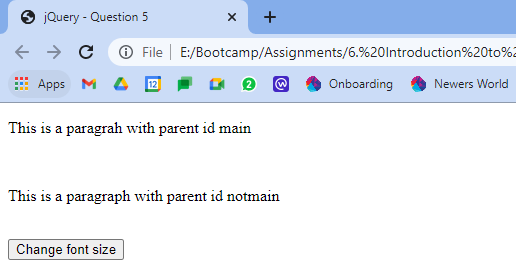 jQuery - Question 5
File | E:/Bootcamp/Assignments/6.%20Introduction%20to%2
Apps 12 2 Onboarding Newers World
This is a paragrah with parent id main
This is a paragraph with parent id notmain
Change font size